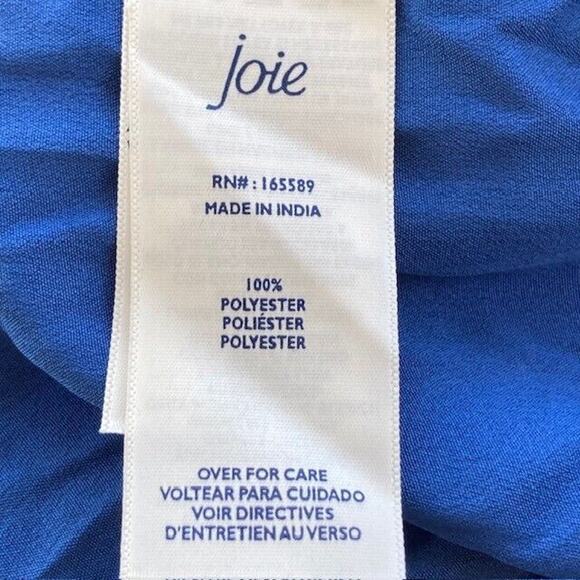 joie
RN#: 165589
MADE IN INDIA
100%
POLYESTER
POLIÉSTER
POLYESTER
OVER FOR CARE
VOLTEAR PARA CUIDADO
VOIR DIRECTIVES
D'ENTRETIEN AU VERSO